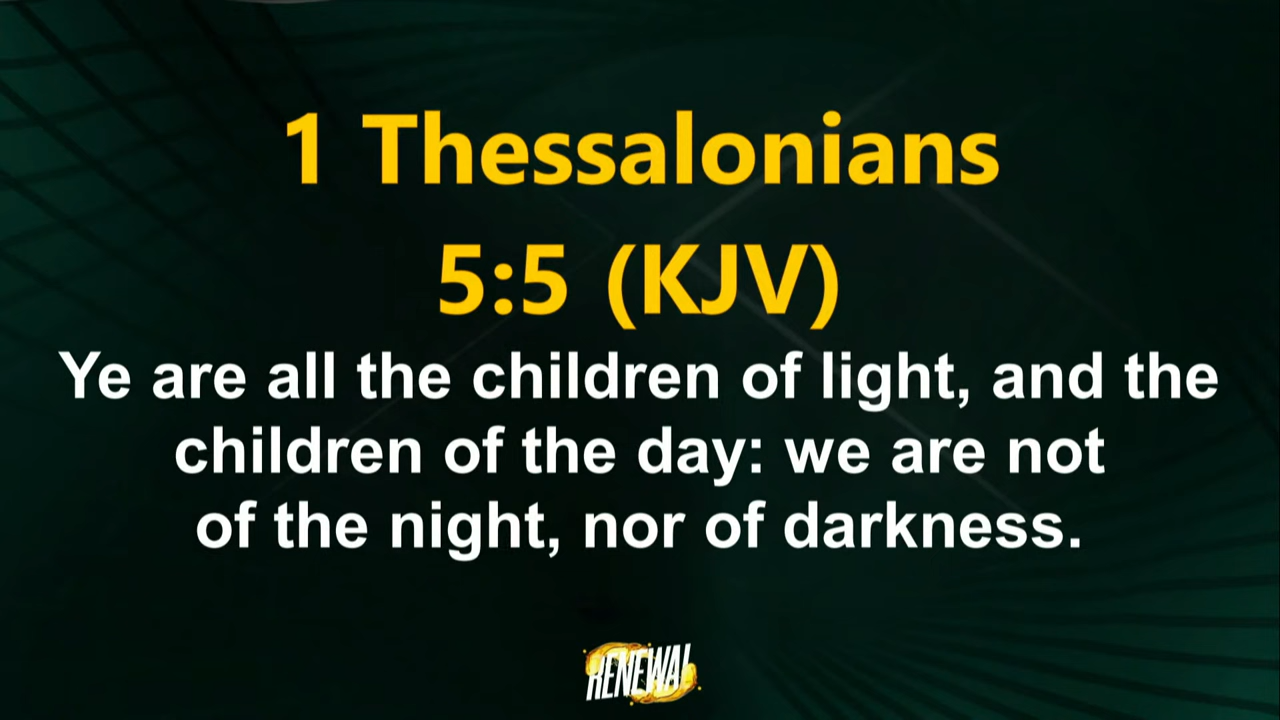 1 Thessalonians
5:5 (KJV)
Ye are all the children of light, and the
children of the day: we are not
of the night, nor of darkness.
RENEWAL